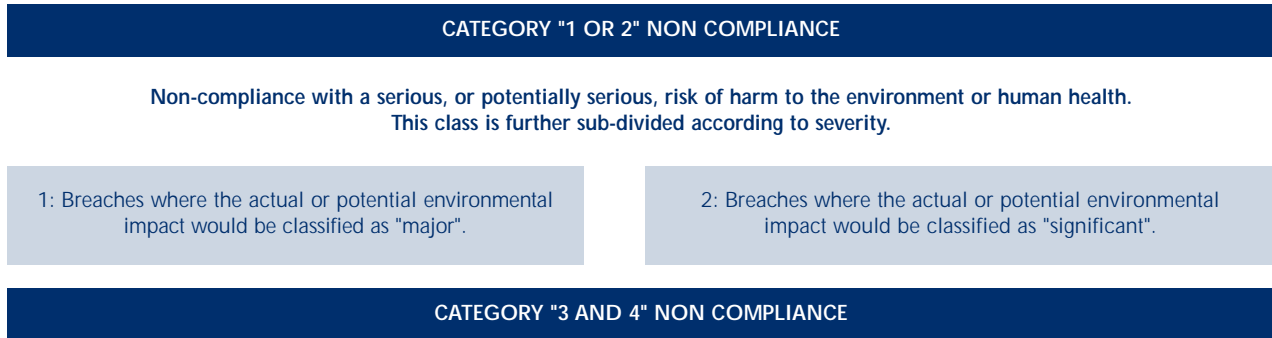 CATEGORY "1 OR 2" NON COMPLIANCE
Non-compliance with a serious, or potentially serious, risk of harm to the environment or human health.
This class is further sub-divided according to severity.
1: Breaches where the actual or potential environmental
impact would be classified as "major".
2: Breaches where the actual or potential environmental
impact would be classified as "significant".
CATEGORY "3 AND 4" NON COMPLIANCE